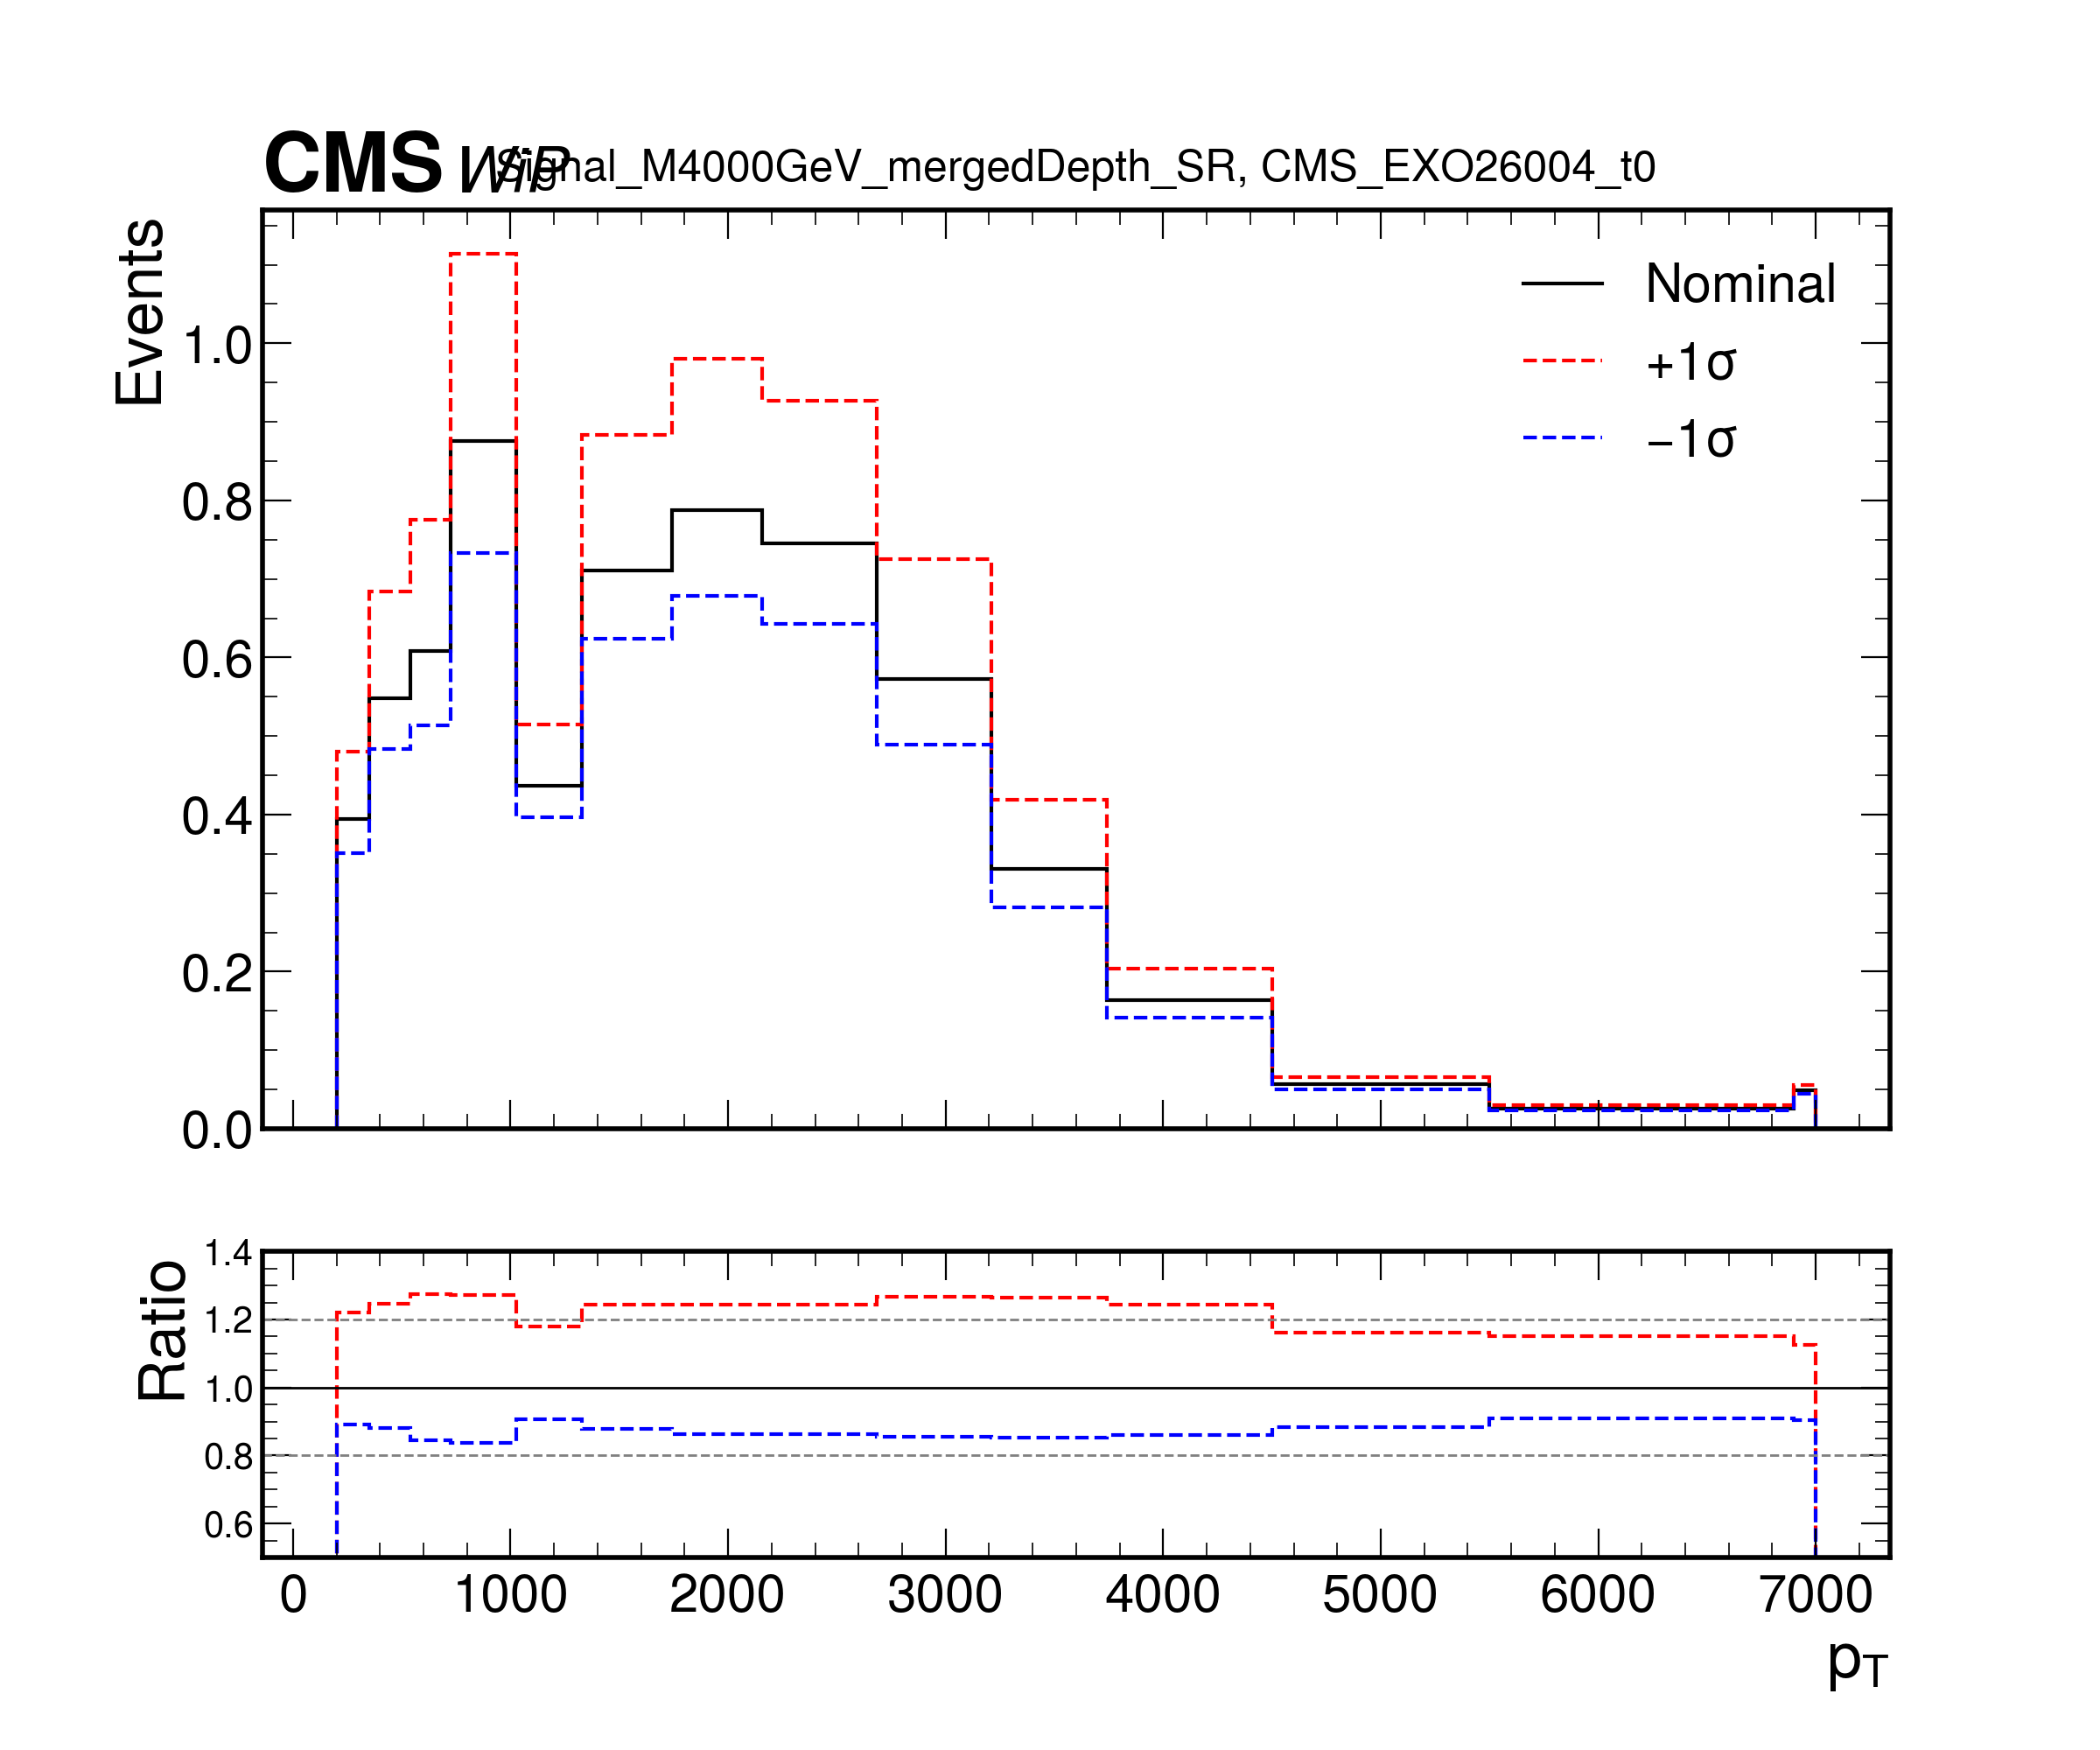 CMS WiP Signal_M4000GeV_mergedDepth_SR, CMS_EXO26004_t0
Events
1.0
0.8
0.6
0.4
0.2
0.0
Nominal
+1σ
−1σ
Ratio
1.4
1.2
1.0
0.8
0.6
0 1000 2000 3000 4000 5000 6000 7000
pT